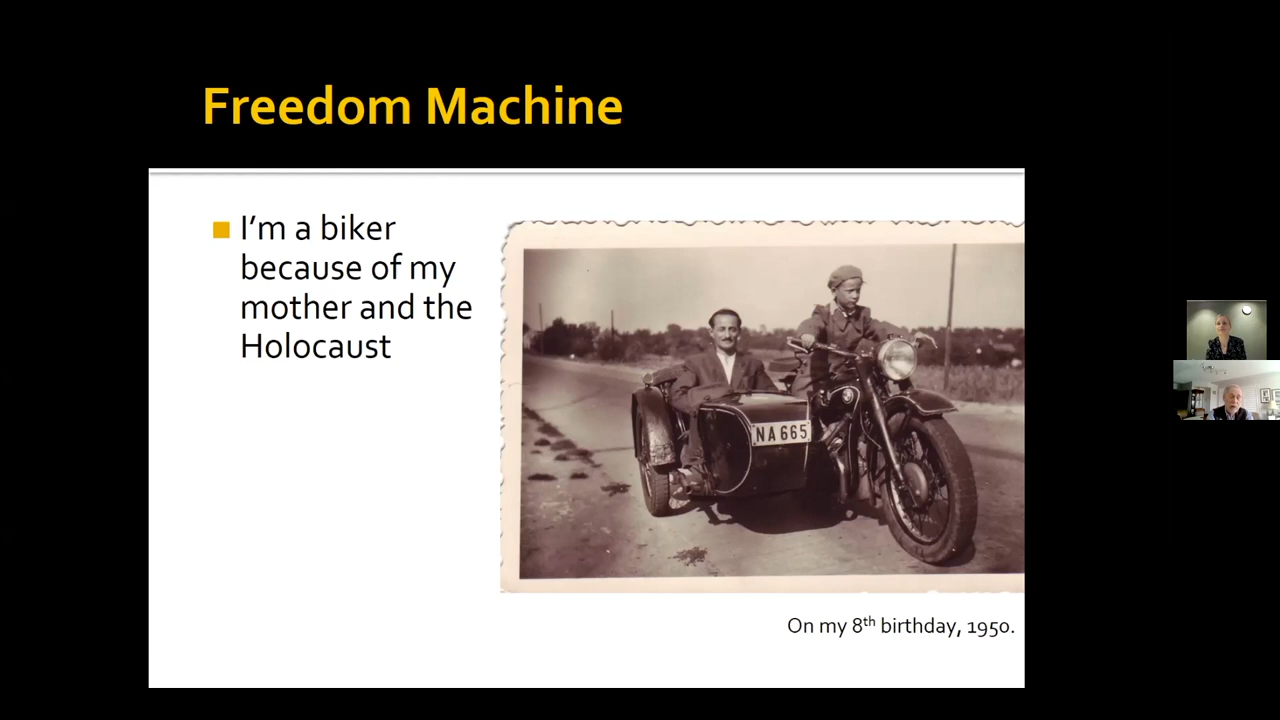 Freedom Machine
I’m a biker
because of my
mother and the
Holocaust
NA 665
On my 8th birthday, 1950.